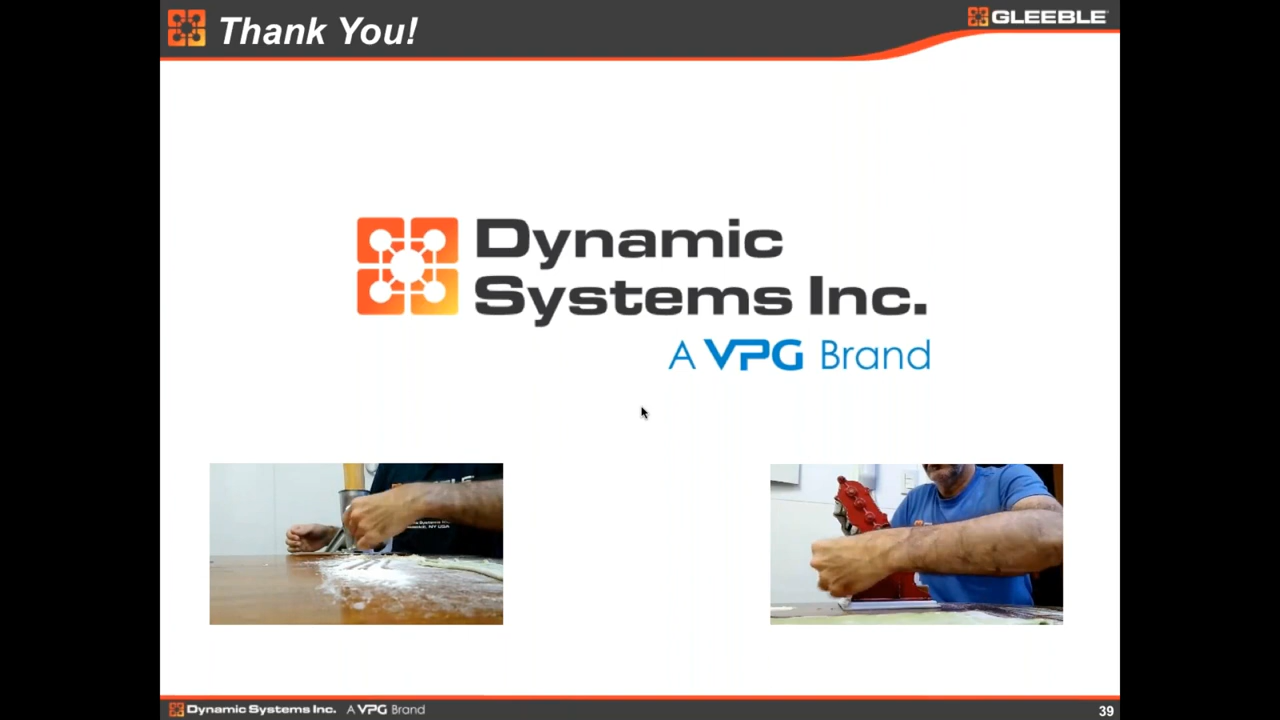 Thank You!
GLEEBLE
Dynamic
Systems Inc.
A VPG Brand
Dynamic Systems Inc. A VPG Brand
39